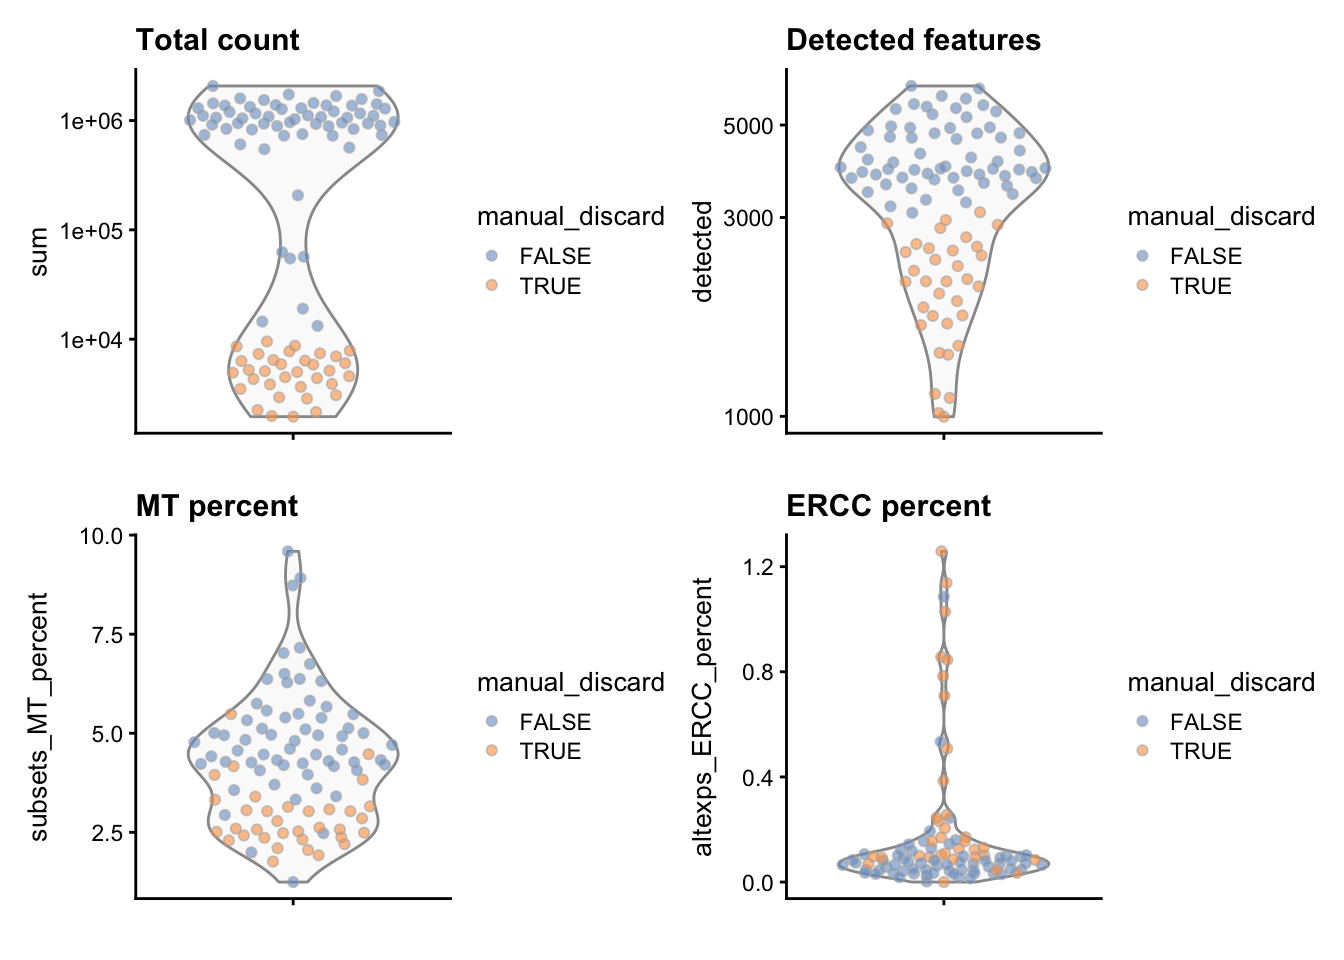 Total count
sum
1e+06
1e+05
1e+04
manual_discard
FALSE
TRUE
Detected features
detected
5000
3000
1000
manual_discard
FALSE
TRUE
MT percent
subsets_MT_percent
10.0
7.5
5.0
2.5
manual_discard
FALSE
TRUE
ERCC percent
altexps_ERCC_percent
1.2
0.8
0.4
0.0
manual_discard
FALSE
TRUE